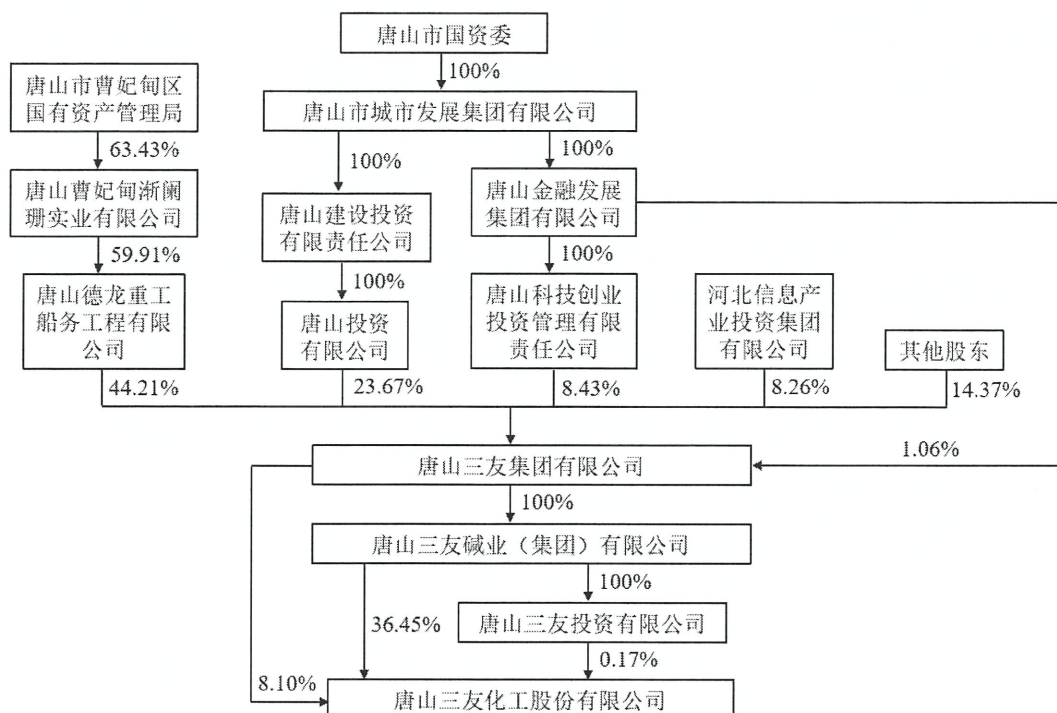 唐山市国资委
100%
唐山市曹妃甸区
国有资产管理局
唐山市城市发展集团有限公司
63.43%
100%
100%
唐山曹妃甸渐阑
珊实业有限公司
唐山建设投资
有限责任公司
唐山金融发展
集团有限公司
59.91%
100%
100%
唐山德龙重工
船务工程有限
公司
唐山投资
有限公司
唐山科技创业
投资管理有限
责任公司
河北信息产
业投资集团
有限公司
其他股东
44.21%
23.67%
8.43%
8.26%
14.37%
唐山三友集团有限公司
1.06%
100%
唐山三友碱业（集团）有限公司
100%
36.45%
唐山三友投资有限公司
0.17%
8.10%
唐山三友化工股份有限公司